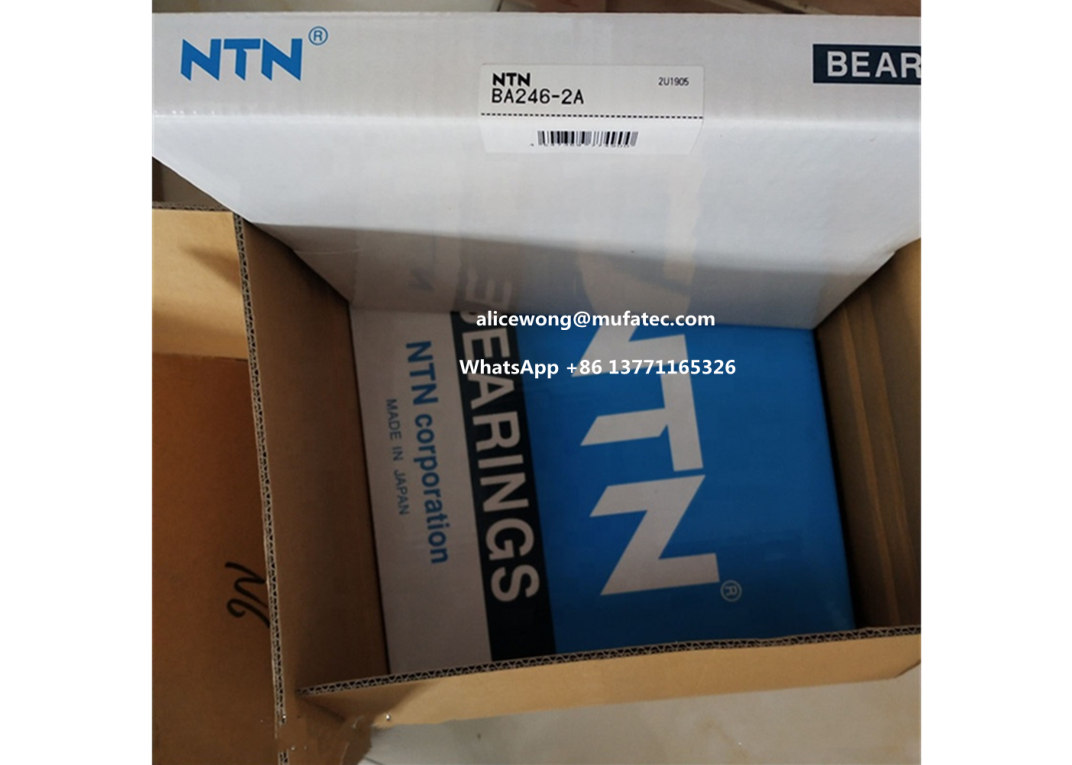 NTN®
NTN
2U1905
BA246-2A
BEAR
alicewong@mufatec.com
WhatsApp +86 13771165326
BEARINGS
NTN corporation
MADE IN JAPAN
NTN®